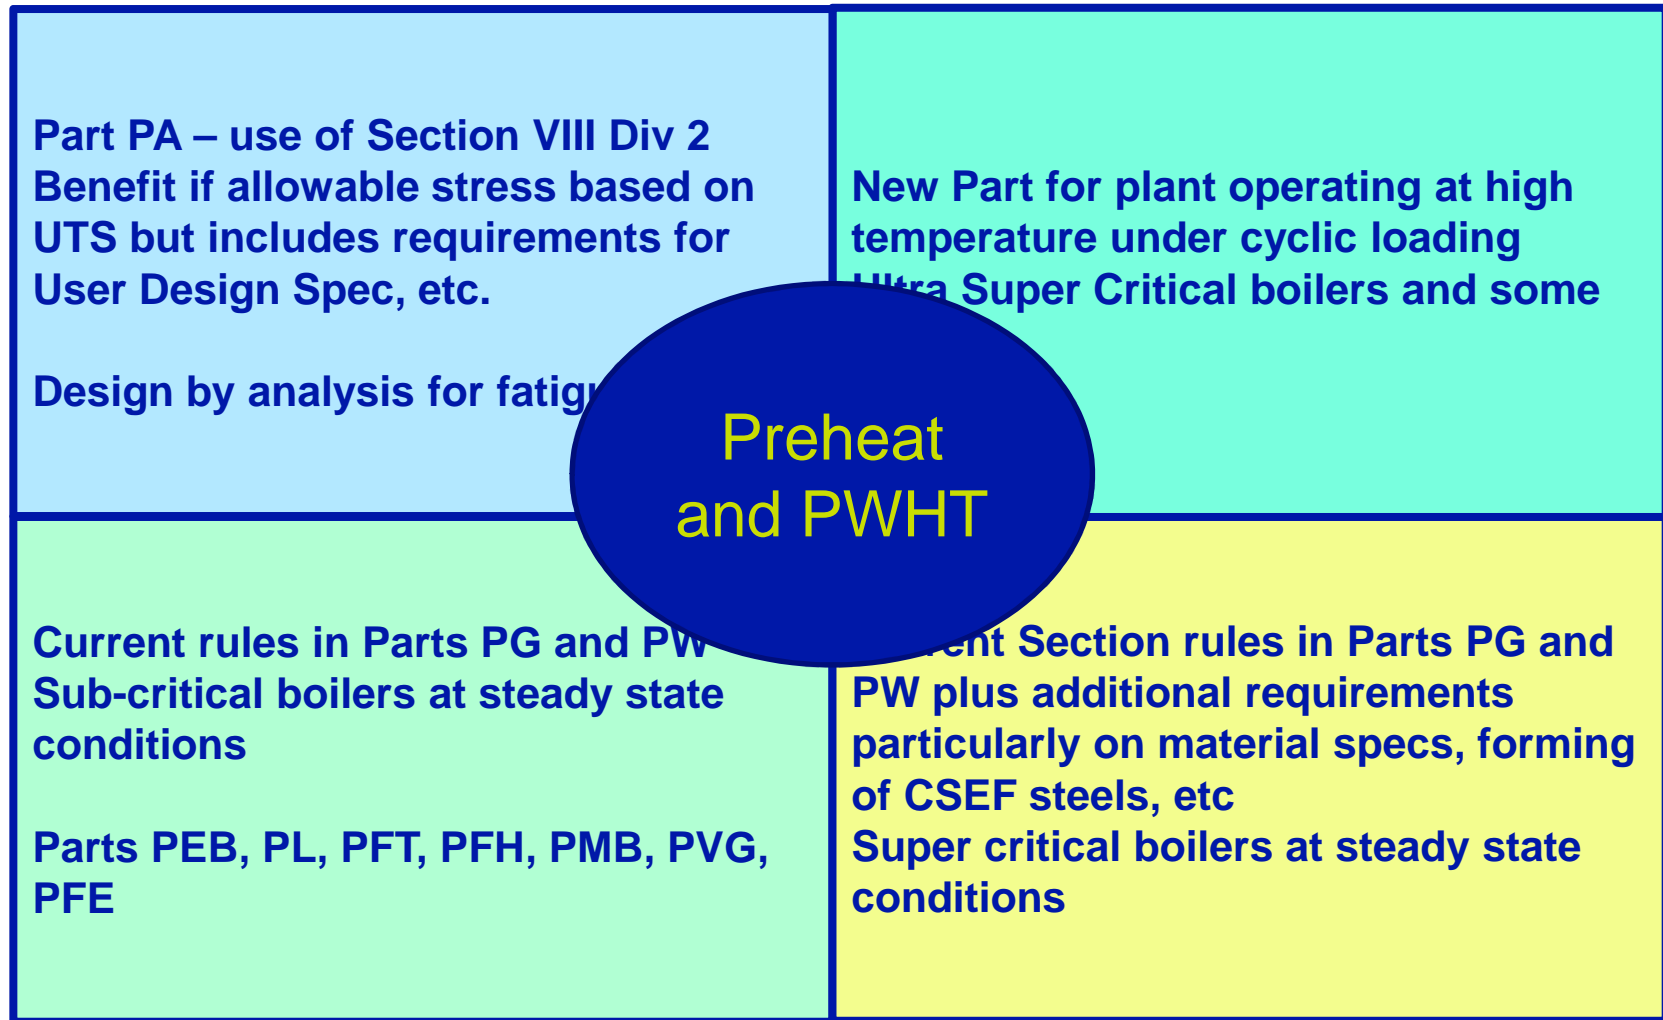 Part PA – use of Section VIII Div 2
Benefit if allowable stress based on
UTS but includes requirements for
User Design Spec, etc.
Design by analysis for
New Part for plant operating at high
temperature under cyclic loading
Ultra Super Critical boilers and some
Preheat
and PWHT
Current rules in Parts PG and PW
Sub-critical boilers at steady state
conditions
Parts PEB, PL, PFT, PFH, PMB, PVG,
PFE
Section rules in Parts PG and
PW plus additional requirements
particularly on material specs, forming
of CSEF steels, etc
Super critical boilers at steady state
conditions